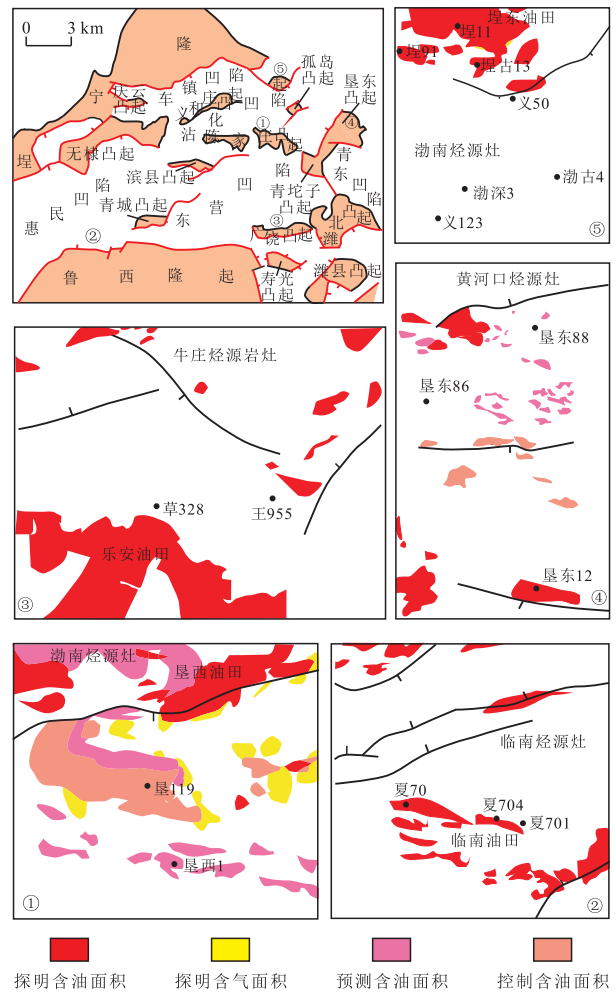 0 3 km
隆
宁
埕
伏云
凸起
车
镇
凹
陷
庄
起
义
和
凸
凹
陷
化
⑤
起
孤岛
凸起
垦东
凸起
④
沾
陈
家
①
凸
起
无棣凸起
滨县凸起
凹
陷
青坨子
凸起
青
东
凹
陷
惠
民
凹
陷
②
青城凸起
东
营
③
广饶凸起
潍
北
凸
起
鲁西隆起
寿光
凸起
潍县凸起
埕东油田
埕11
埕91
埕古13
义50
渤南烃源灶
渤古4
渤深3
义123
⑤
黄河口烃源灶
垦东88
垦东86
垦东12
④
牛庄烃源岩灶
草328
王955
乐安油田
③
渤南烃源灶
垦西油田
垦119
垦西1
①
临南烃源灶
夏70
夏704
夏701
临南油田
②
探明含油面积
探明含气面积
预测含油面积
控制含油面积